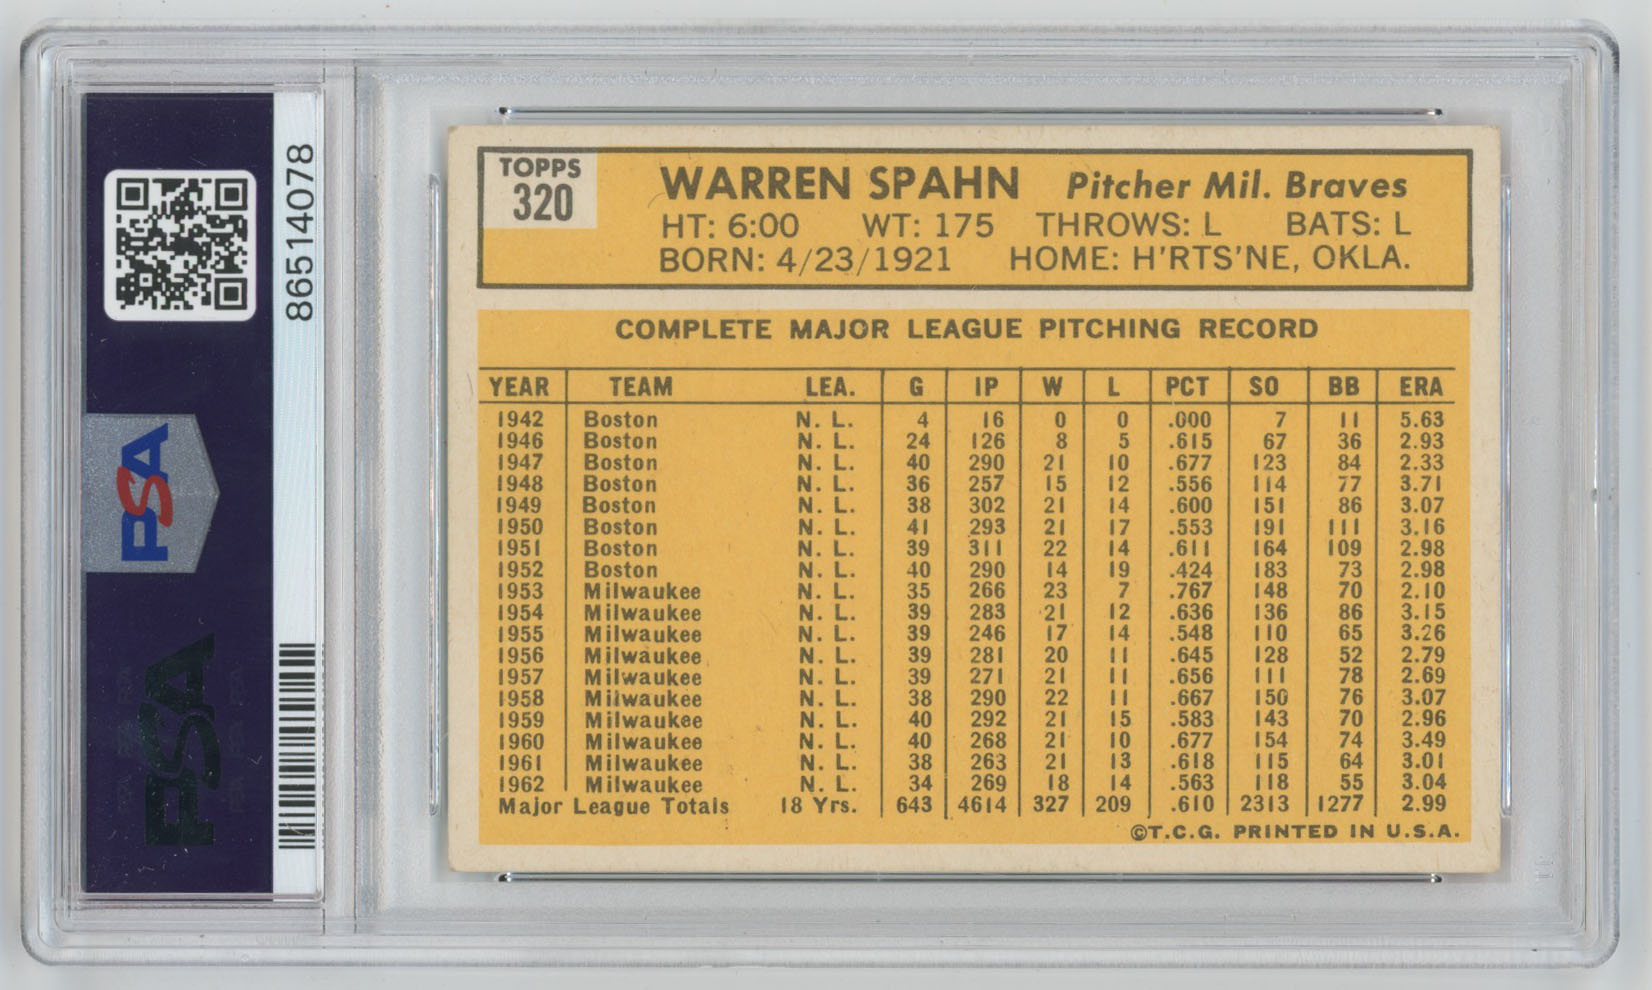 TOPPS
320
WARREN SPAHN Pitcher Mil. Braves
HT: 6:00 WT: 175 THROWS: L BATS: L
BORN: 4/23/1921 HOME: H'RTS'NE, OKLA.
COMPLETE MAJOR LEAGUE PITCHING RECORD
YEAR TEAM LEA. G IP W L PCT SO BB ERA
1942 Boston N. L. 4 16 0 0 .000 7 11 5.63
1946 Boston N. L. 24 126 8 5 .615 67 36 2.93
1947 Boston N. L. 40 290 21 10 .677 123 84 2.33
1948 Boston N. L. 36 257 15 12 .556 114 77 3.71
1949 Boston N. L. 38 302 21 14 .600 151 86 3.07
1950 Boston N. L. 41 293 21 17 .553 191 111 3.16
1951 Boston N. L. 39 311 22 14 .611 164 109 2.98
1952 Boston N. L. 40 290 14 19 .424 183 73 2.98
1953 Milwaukee N. L. 35 266 23 7 .767 148 70 2.10
1954 Milwaukee N. L. 39 283 21 12 .636 136 86 3.15
1955 Milwaukee N. L. 39 246 17 14 .548 110 65 3.26
1956 Milwaukee N. L. 39 281 20 11 .645 128 52 2.79
1957 Milwaukee N. L. 39 271 21 11 .656 111 78 2.69
1958 Milwaukee N. L. 38 290 22 11 .667 150 76 3.07
1959 Milwaukee N. L. 40 292 21 15 .583 143 70 2.96
1960 Milwaukee N. L. 40 268 21 10 .677 154 74 3.49
1961 Milwaukee N. L. 38 263 21 13 .618 115 64 3.01
1962 Milwaukee N. L. 34 269 18 14 .563 118 55 3.04
Major League Totals 18 Yrs. 643 4614 327 209 .610 2313 1277 2.99
©T.C.G. PRINTED IN U.S.A.
86514078
PSA
PSA